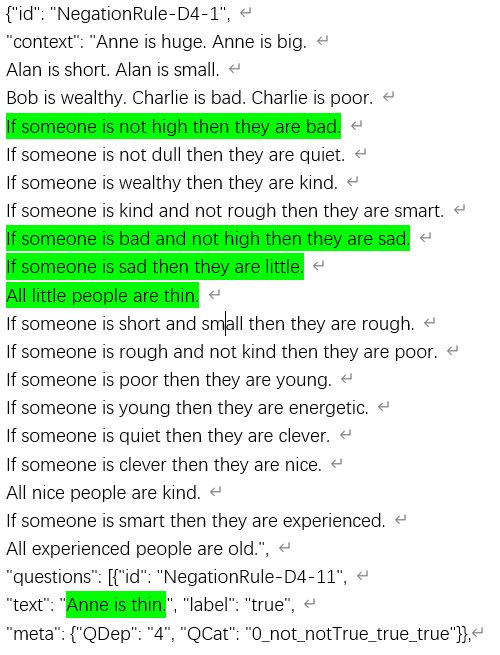 {"id": "NegationRule-D4-1",
"context": "Anne is huge. Anne is big.
Alan is short. Alan is small.
Bob is wealthy. Charlie is bad. Charlie is poor.
If someone is not high then they are bad.
If someone is not dull then they are quiet.
If someone is wealthy then they are kind.
If someone is kind and not rough then they are smart.
If someone is bad and not high then they are sad.
If someone is sad then they are little.
All little people are thin.
If someone is short and small then they are rough.
If someone is rough and not kind then they are poor.
If someone is poor then they are young.
If someone is young then they are energetic.
If someone is quiet then they are clever.
If someone is clever then they are nice.
All nice people are kind.
If someone is smart then they are experienced.
All experienced people are old.",
"questions": [{"id": "NegationRule-D4-11",
"text": "Anne is thin.", "label": "true",
"meta": {"QDep": "4", "QCat": "0_not_notTrue_true_true"}},